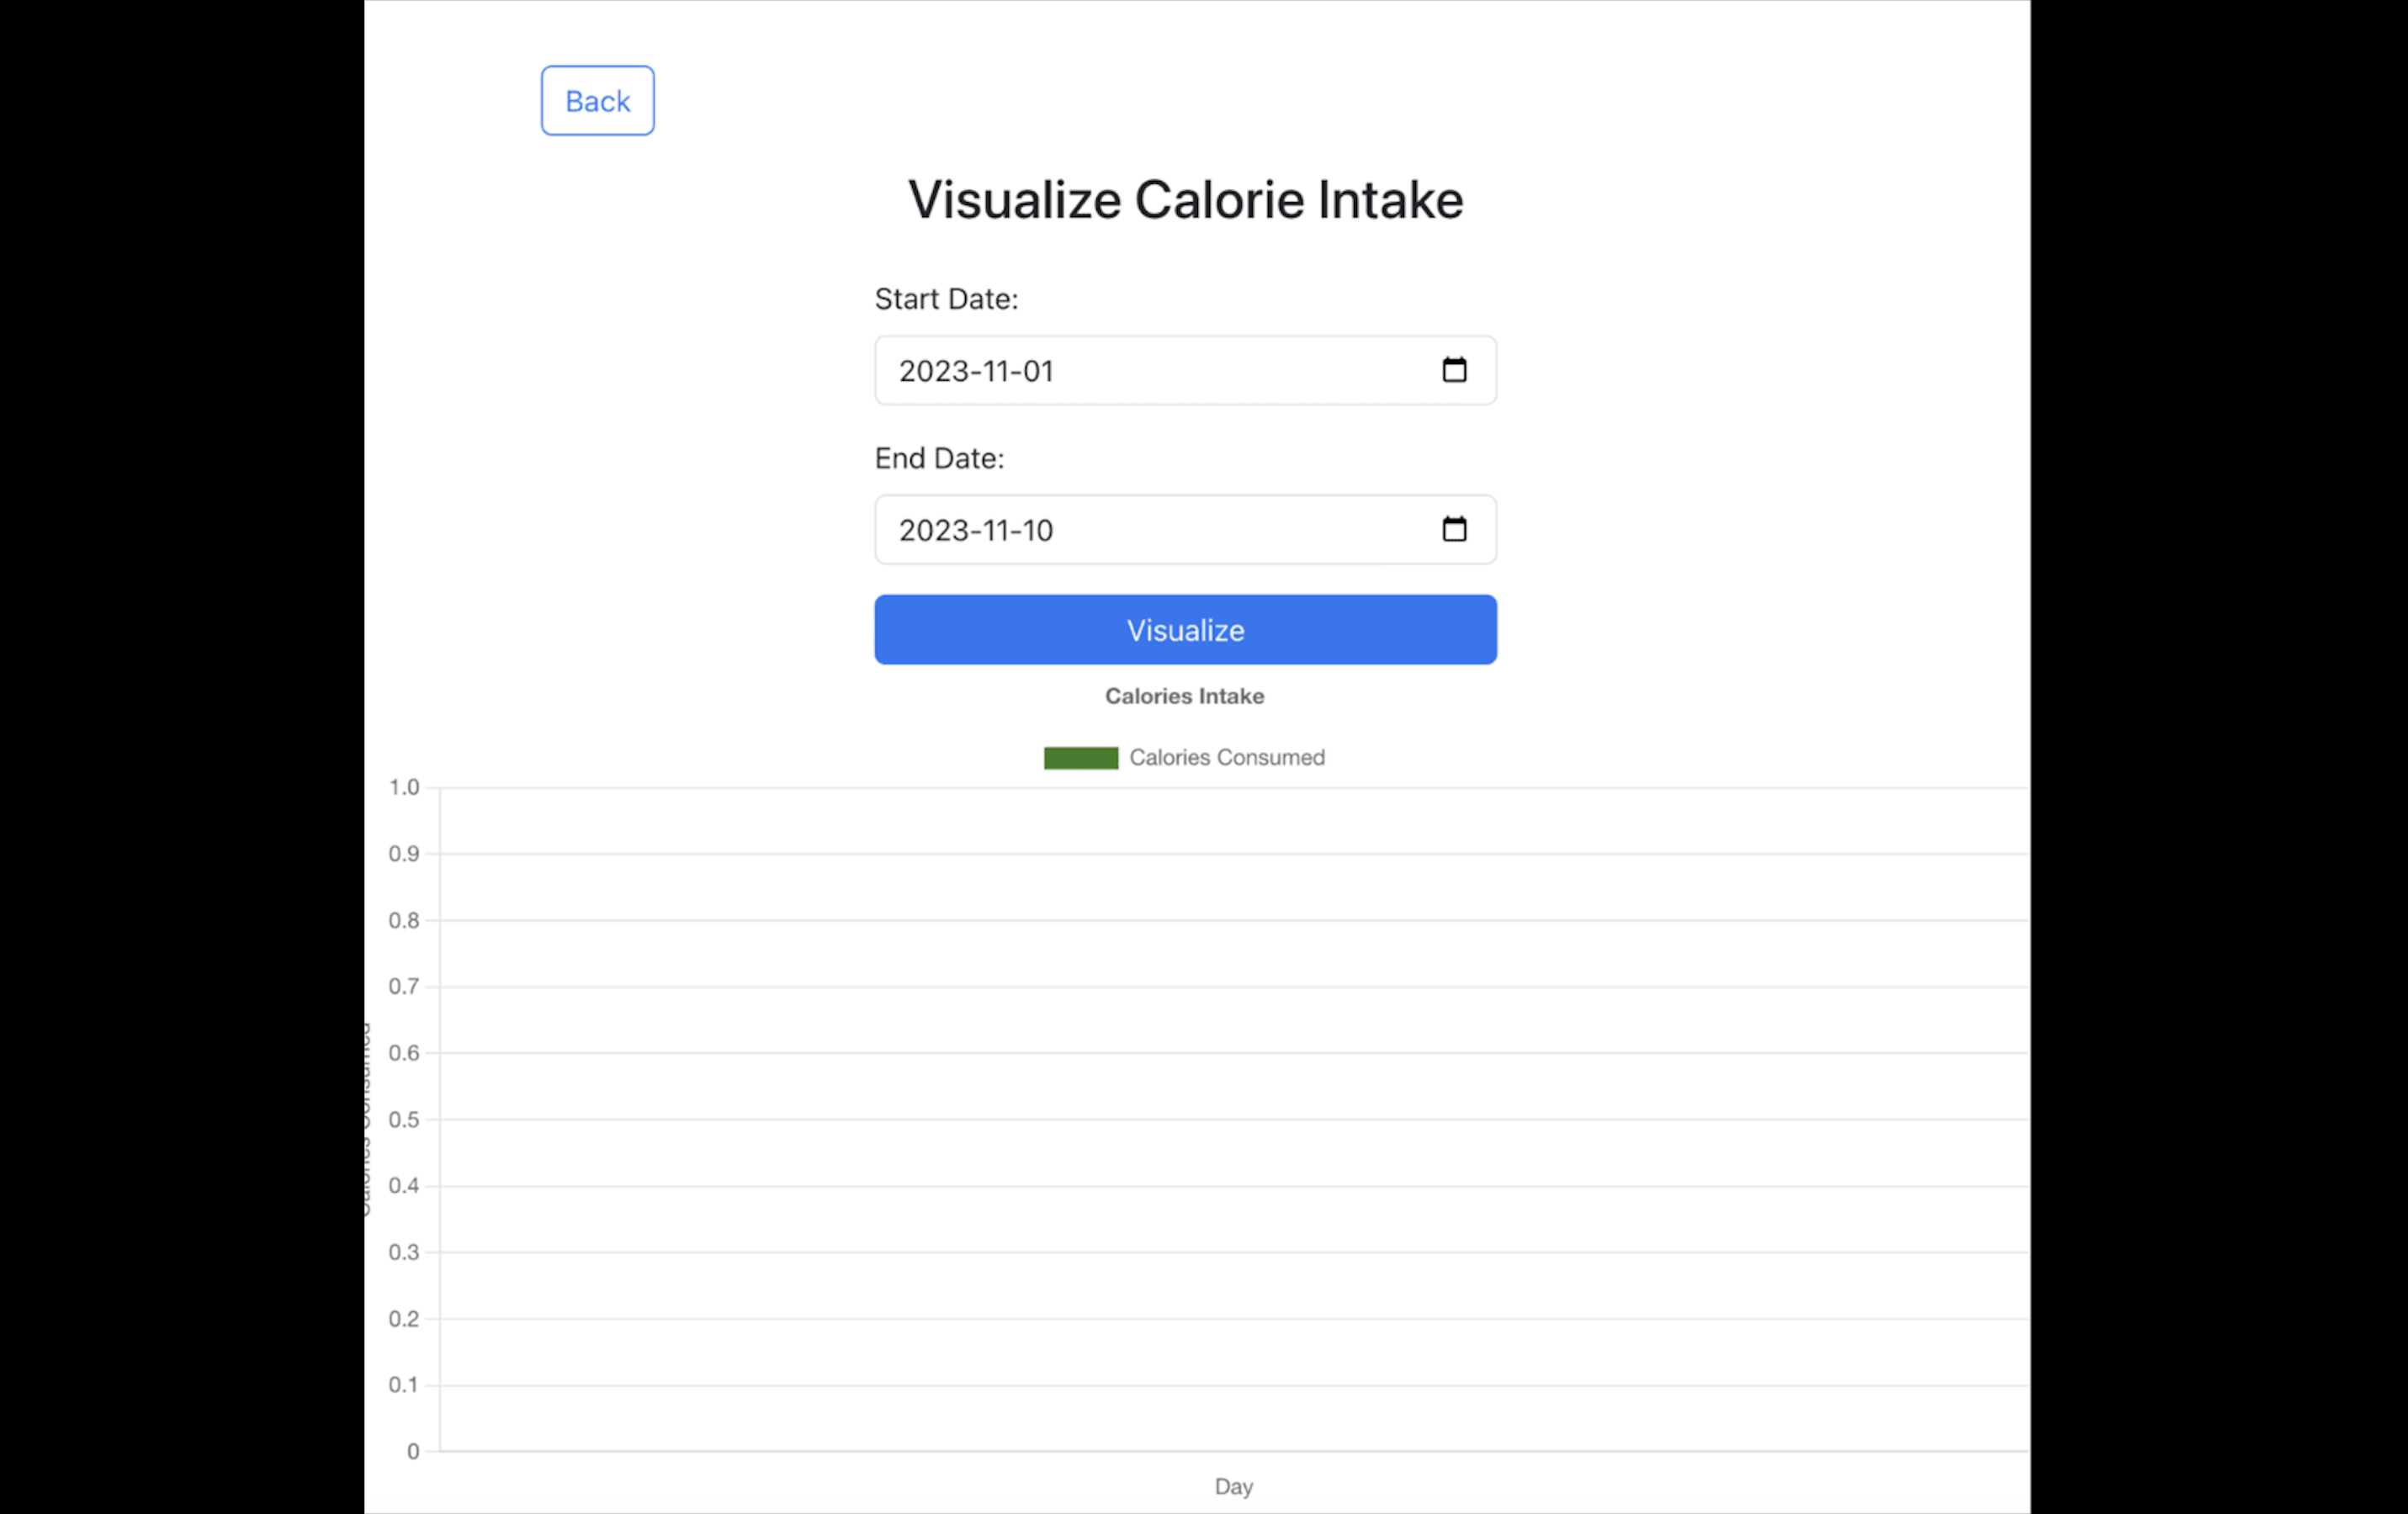 Back
Visualize Calorie Intake
Start Date:
2023-11-01
End Date:
2023-11-10
Visualize
Calories Intake
Calories Consumed
1.0
0.9
0.8
0.7
0.6
0.5
0.4
0.3
0.2
0.1
0
Day